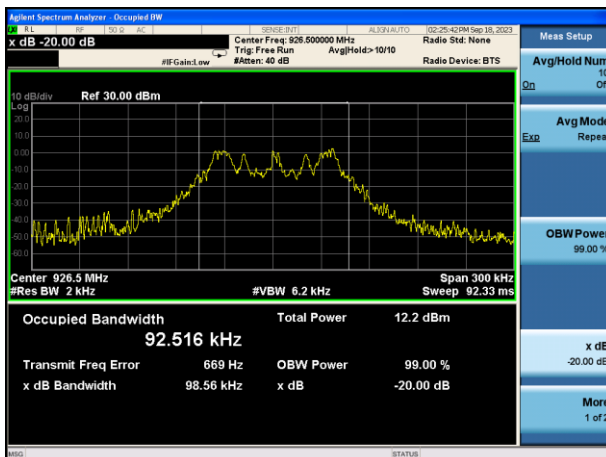 Agilent Spectrum Analyzer - Occupied BW
RL RF 50 Ω AC SENSE:INT ALIGN AUTO 02:25:42 PM Sep 18, 2023
x dB -20.00 dB
Center Freq: 926.500000 MHz
Radio Std: None
Trig: Free Run Avg|Hold:>10/10
#IFGain:Low #Atten: 40 dB Radio Device: BTS
10 dB/div Ref 30.00 dBm
Log
20.0
10.0
0.00
-10.0
-20.0
-30.0
-40.0
-50.0
-60.0
Center 926.5 MHz Span 300 kHz
#Res BW 2 kHz #VBW 6.2 kHz Sweep 92.33 ms
Occupied Bandwidth Total Power 12.2 dBm
92.516 kHz
Transmit Freq Error 669 Hz OBW Power 99.00 %
x dB Bandwidth 98.56 kHz x dB -20.00 dB
MSG STATUS
Meas Setup
Avg/Hold Num
10
On Of
Avg Mode
Exp Repea
OBW Power
99.00 %
x dB
-20.00 dB
More
1 of 2